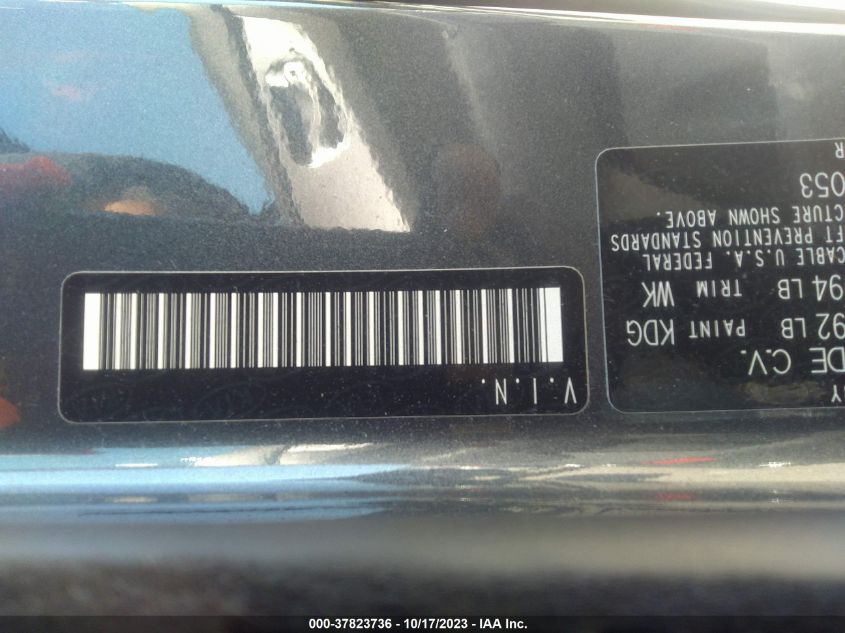 V.I.N.
BY
DE C.V.
92 LB PAINT KDG
94 LB TRIM WK
CABLE U.S.A. FEDERAL
FT PREVENTION STANDARDS
CTURE SHOWN ABOVE.
053
R
000-37823736 - 10/17/2023 - IAA Inc.